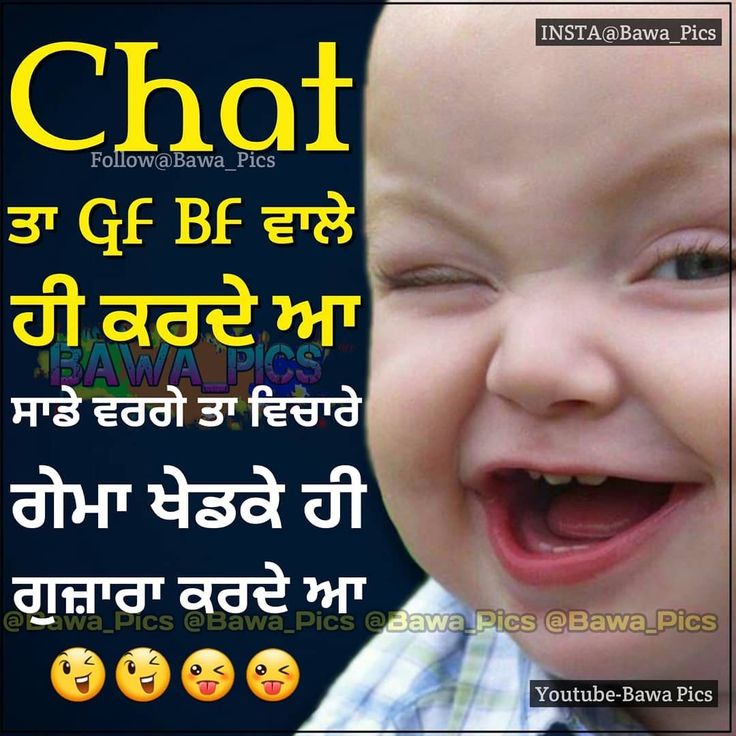 INSTA@Bawa_Pics
Chat
Follow@Bawa_Pics
ਤਾ Gf Bf ਵਾਲੇ
ਹੀ ਕਰਦੇ ਆ
BAWA_PICS
ਸਾਡੇ ਵਰਗੇ ਤਾ ਵਿਚਾਰੇ
ਗੇਮਾ ਖੇਡਕੇ ਹੀ
ਗੁਜ਼ਾਰਾ ਕਰਦੇ ਆ
@Bawa_Pics @Bawa_Pics @Bawa_Pics @Bawa_Pics
Youtube-Bawa Pics